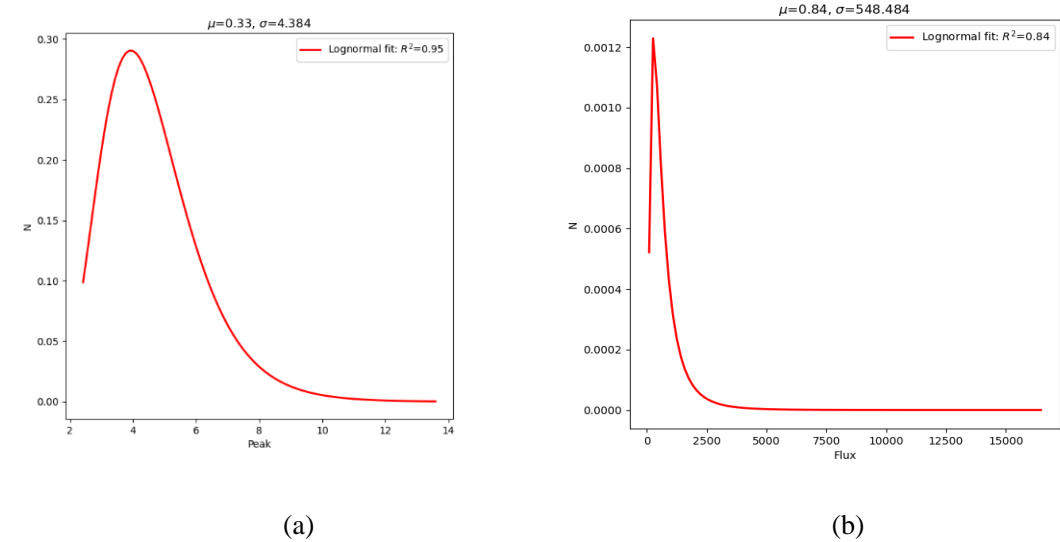 μ=0.33, σ=4.384
Lognormal fit: R²=0.95
0.30
0.25
0.20
0.15
0.10
0.05
0.00
N
2 4 6 8 10 12 14
Peak
(a)
μ=0.84, σ=548.484
Lognormal fit: R²=0.84
0.0012
0.0010
0.0008
0.0006
0.0004
0.0002
0.0000
N
0 2500 5000 7500 10000 12500 15000
Flux
(b)